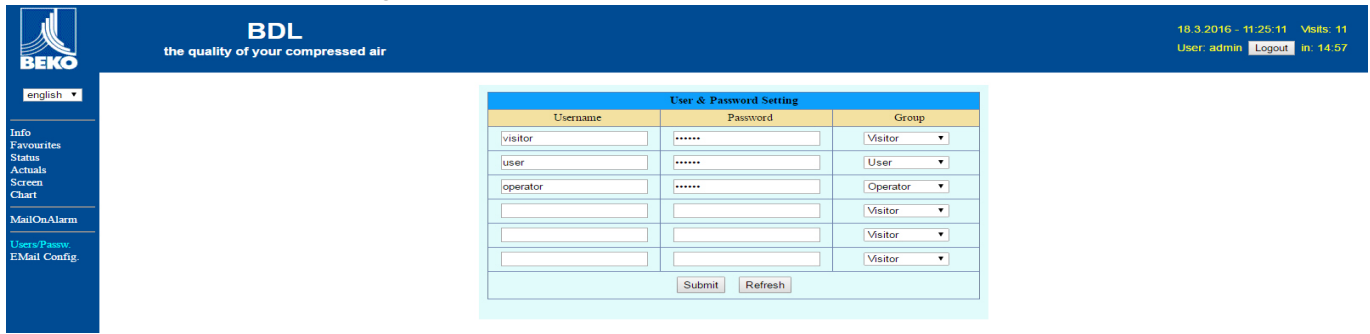 BEKO
BDL
the quality of your compressed air
18.3.2016 - 11:25:11 Visits: 11
User: admin Logout in: 14:57
english
Info
Favourites
Status
Actuals
Screen
Chart
MailOnAlarm
Users/Passw.
EMail Config.
User & Password Setting
Username Password Group
visitor •••••• Visitor
user •••••• User
operator •••••• Operator
Visitor
Visitor
Visitor
Submit Refresh